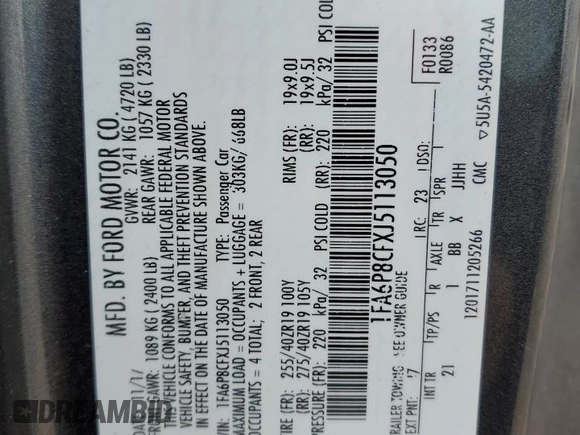 MFD. BY FORD MOTOR CO.
GVWR: 2141 KG ( 4720 LB)
1089 KG ( 2400 LB) REAR GAWR: 1057 KG ( 2330 LB)
THIS VEHICLE CONFORMS TO ALL APPLICABLE FEDERAL MOTOR
VEHICLE SAFETY, BUMPER, AND THEFT PREVENTION STANDARDS
IN EFFECT ON THE DATE OF MANUFACTURE SHOWN ABOVE.
VIN: 1FA6P8CFXJ5113050 TYPE: Passenger Car
MAXIMUM LOAD = OCCUPANTS + LUGGAGE = 303KG/ 668LB
OCCUPANTS = 4 TOTAL; 2 FRONT, 2 REAR
TIRE (FR): 255/40ZR19 100Y RIMS (FR): 19x9.0J
(RR): 275/40ZR19 105Y (RR): 19x9.5J
PRESSURE (FR): 220 kPa/ 32 PSI COLD (RR): 220 kPa/ 32 PSI COLD
1FA6P8CFXJ5113050
TRAILER TOWING - SEE OWNER GUIDE
EXT PNT: RC: 23 DSO: F0133
R0086
INT TR TP/PS AXLE TR SPR
21 1 BB X I JJHH
1201711205266 CMC 5U5A-5420472-AA
DREAMBID